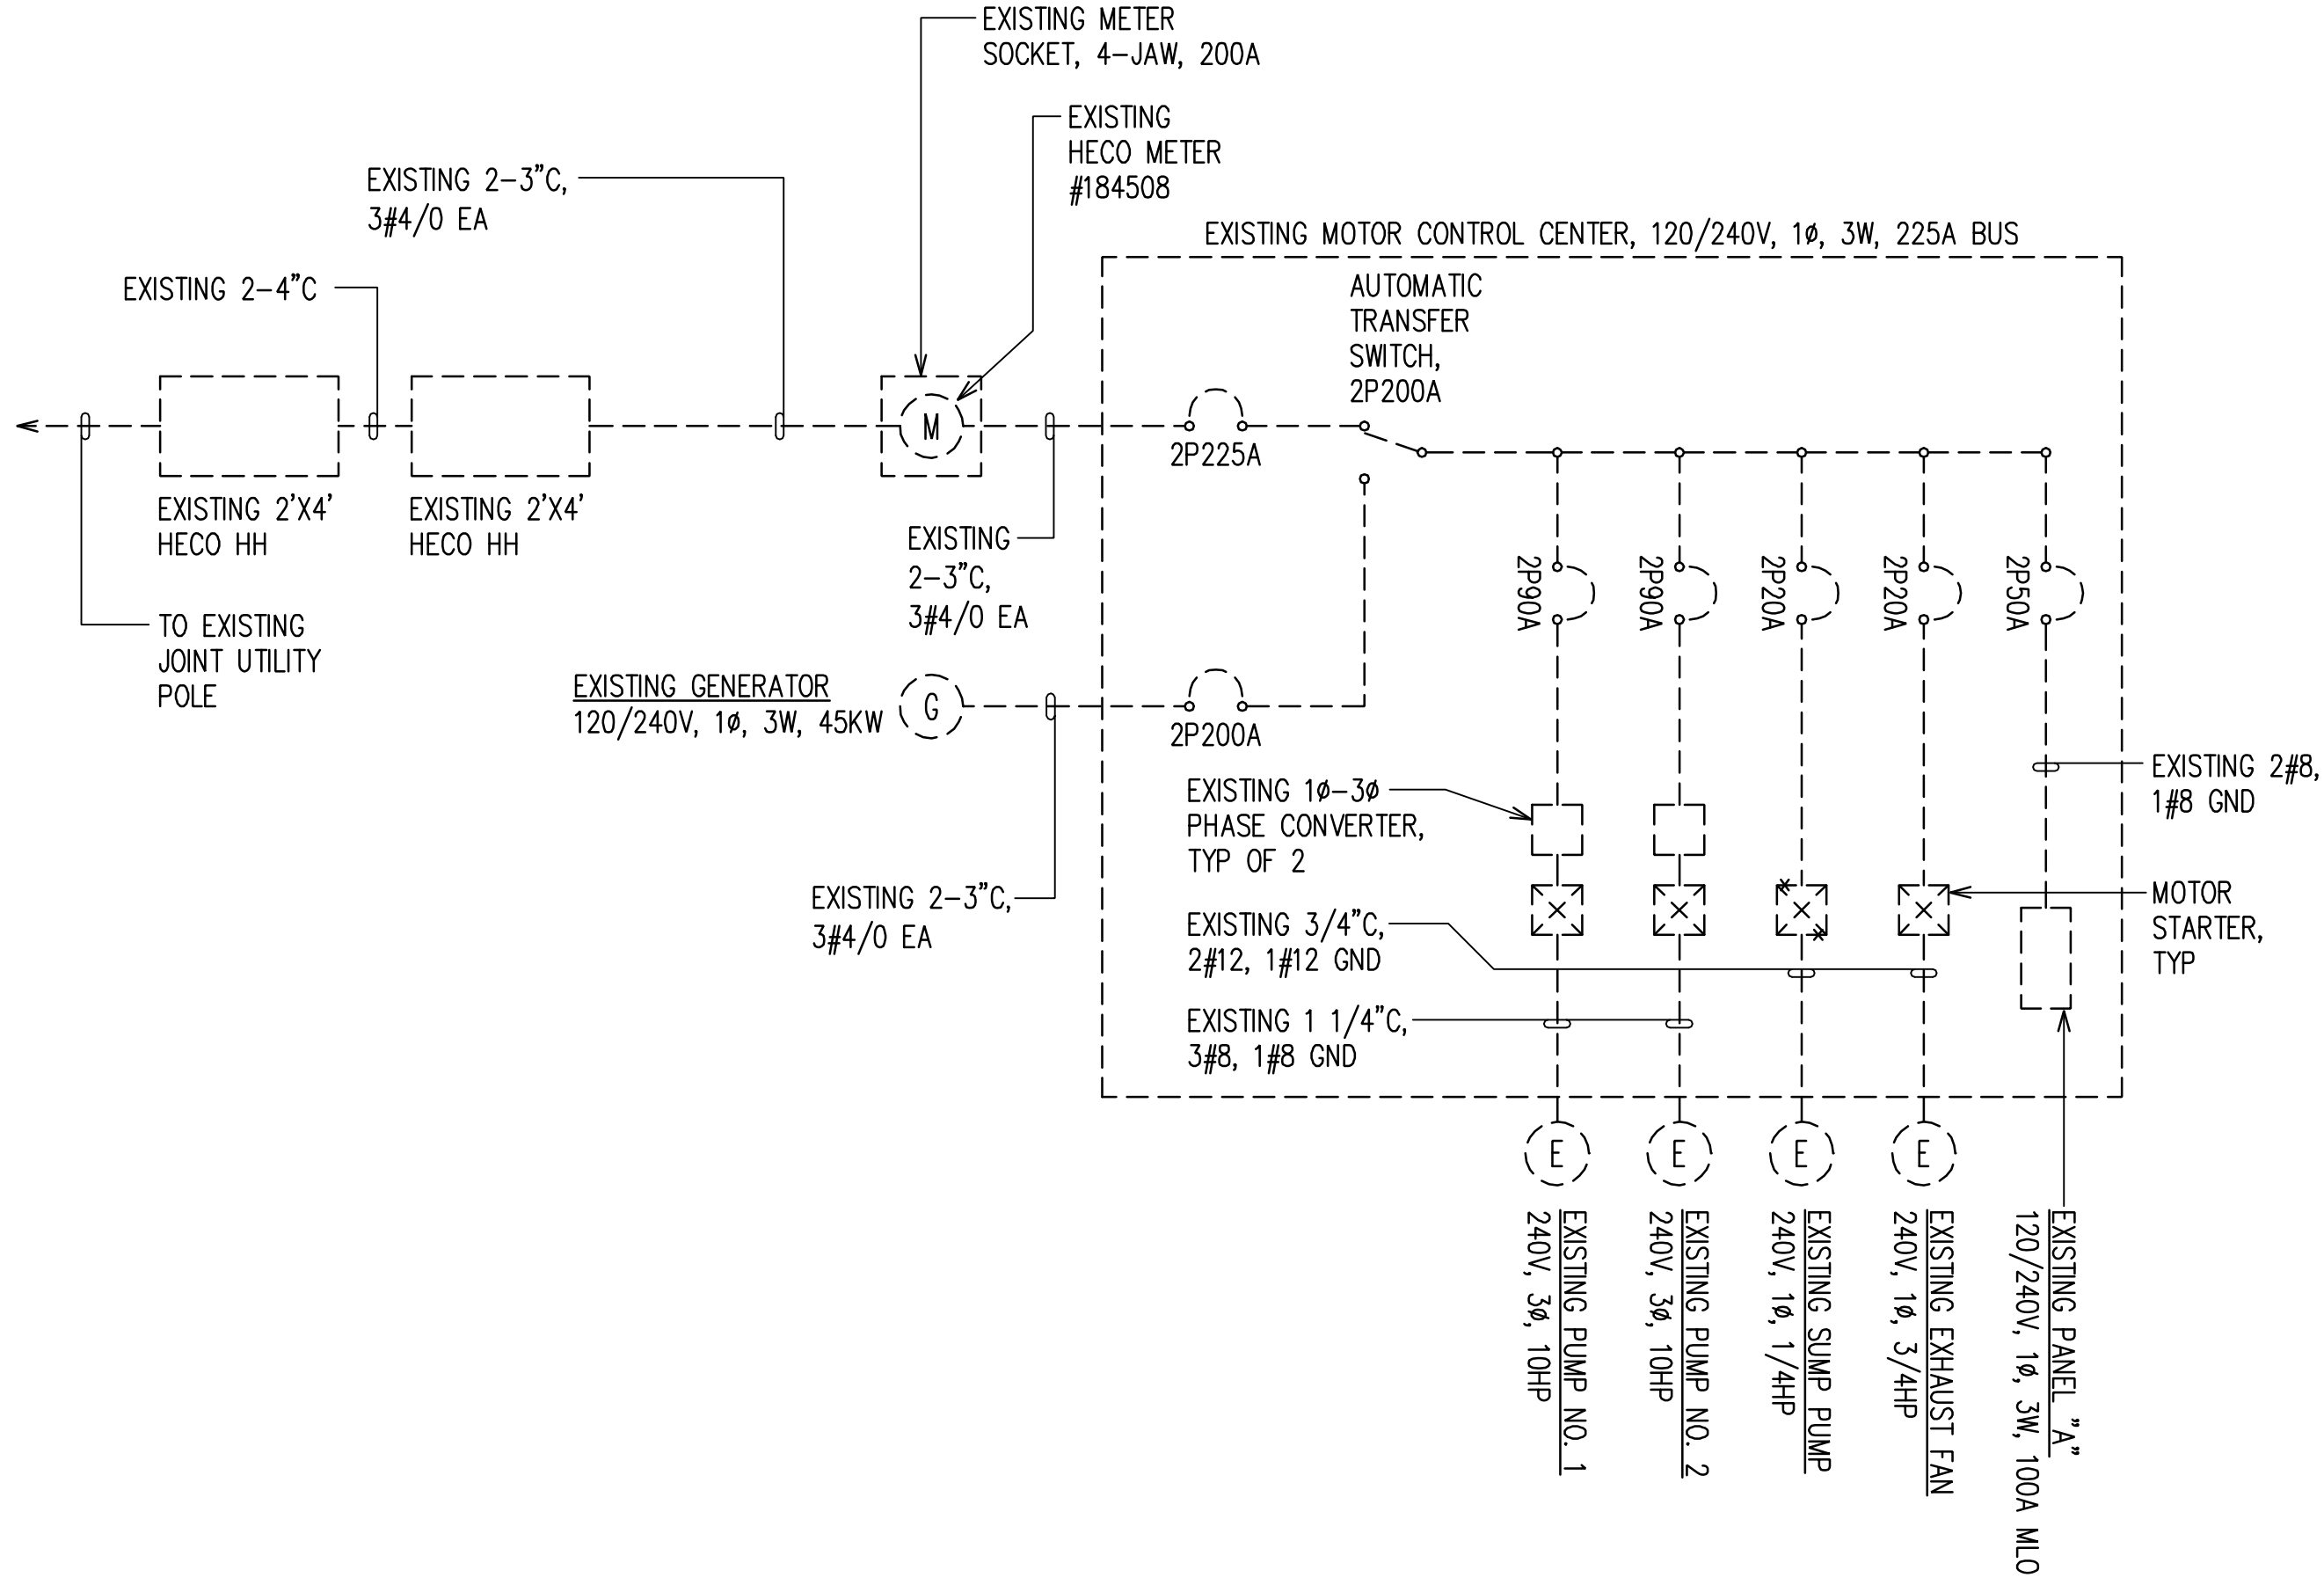 EXISTING METER
SOCKET, 4-JAW, 200A
EXISTING
HECO METER
#184508
EXISTING 2-3"C,
3#4/0 EA
EXISTING 2-4"C
EXISTING MOTOR CONTROL CENTER, 120/240V, 1ø, 3W, 225A BUS
AUTOMATIC
TRANSFER
SWITCH,
2P200A
M
2P225A
EXISTING 2'X4'
HECO HH
EXISTING 2'X4'
HECO HH
EXISTING
2-3"C,
3#4/0 EA
TO EXISTING
JOINT UTILITY
POLE
2P90A
2P90A
2P20A
2P20A
2P50A
EXISTING GENERATOR
120/240V, 1ø, 3W, 45KW
G
2P200A
EXISTING 2#8,
1#8 GND
EXISTING 1ø-3ø
PHASE CONVERTER,
TYP OF 2
EXISTING 2-3"C,
3#4/0 EA
MOTOR
STARTER,
TYP
EXISTING 3/4"C,
2#12, 1#12 GND
EXISTING 1 1/4"C,
3#8, 1#8 GND
E
E
E
E
EXISTING PUMP NO. 1
240V, 3ø, 10HP
EXISTING PUMP NO. 2
240V, 3ø, 10HP
EXISTING SUMP PUMP
240V, 1ø, 1/4HP
EXISTING EXHAUST FAN
240V, 1ø, 3/4HP
EXISTING PANEL "A"
120/240V, 1ø, 3W, 100A MLO